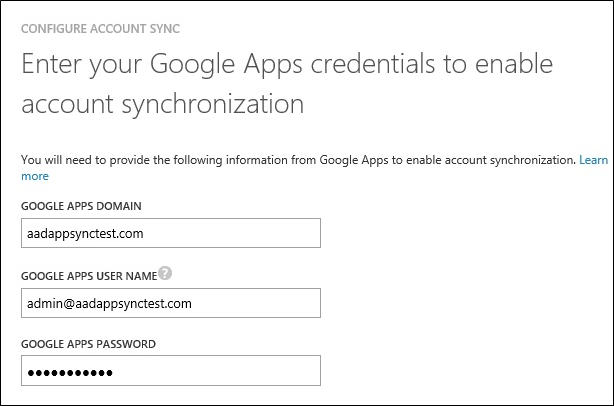 CONFIGURE ACCOUNT SYNC
Enter your Google Apps credentials to enable
account synchronization
You will need to provide the following information from Google Apps to enable account synchronization. Learn
more
GOOGLE APPS DOMAIN
aadappsynctest.com
GOOGLE APPS USER NAME ?
admin@aadappsynctest.com
GOOGLE APPS PASSWORD
●●●●●●●●●●●